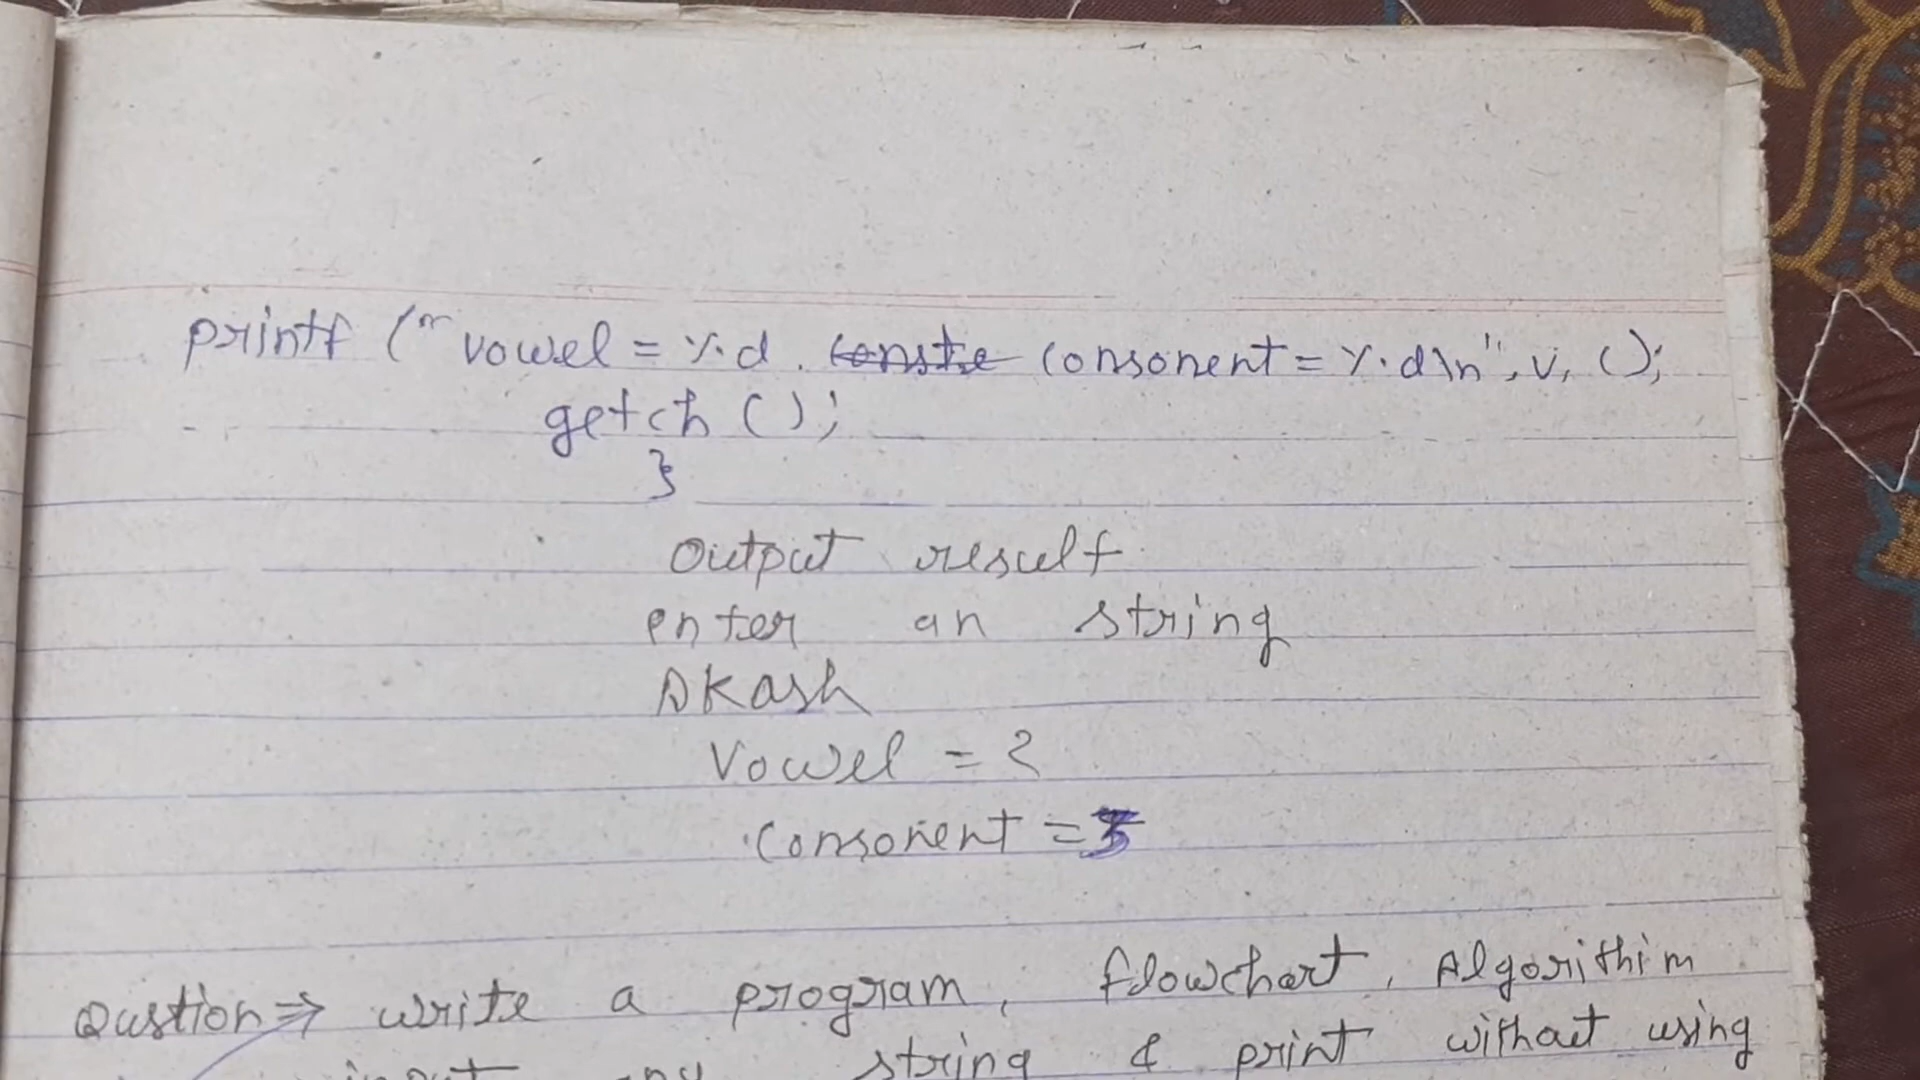 printf (" vowel = %d . consonent = %d\n", v, c);
getch ();
}
Output result
enter an string
Akash
Vowel = 2
consonent =
Qustion => write a program, flowchart, Algorithim
string & print without using